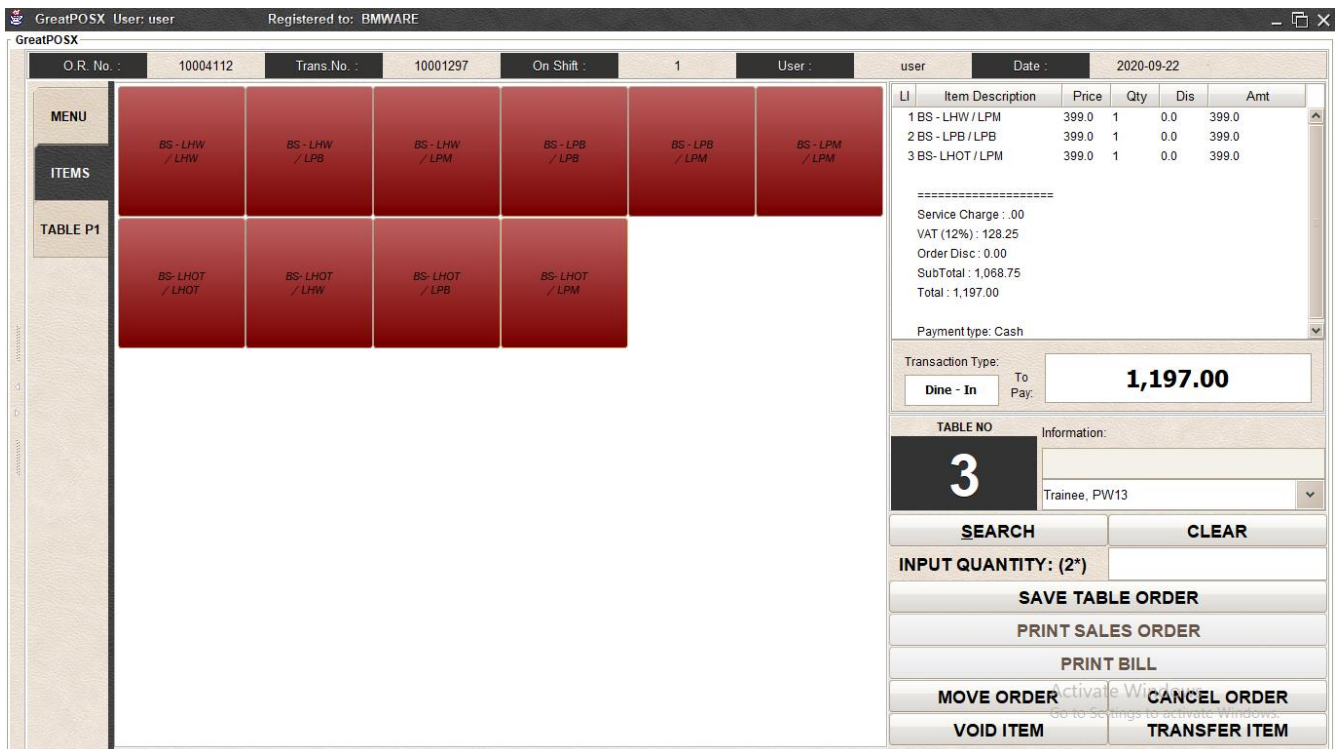 GreatPOSX User: user Registered to: BMWARE
GreatPOSX
O.R. No. : 10004112 Trans.No. : 10001297 On Shift : 1 User : user Date : 2020-09-22
MENU
ITEMS
TABLE P1
BS - LHW / LHW
BS - LHW / LPB
BS - LHW / LPM
BS - LPB / LPB
BS - LPB / LPM
BS - LPM / LPM
BS- LHOT / LHOT
BS- LHOT / LHW
BS- LHOT / LPB
BS- LHOT / LPM
LI Item Description Price Qty Dis Amt
1 BS - LHW / LPM 399.0 1 0.0 399.0
2 BS - LPB / LPB 399.0 1 0.0 399.0
3 BS- LHOT / LPM 399.0 1 0.0 399.0
====================
Service Charge : .00
VAT (12%) : 128.25
Order Disc : 0.00
SubTotal : 1,068.75
Total : 1,197.00
Payment type: Cash
Transaction Type:
Dine - In
To Pay:
1,197.00
TABLE NO
3
Information:
Trainee, PW13
SEARCH CLEAR
INPUT QUANTITY: (2*)
SAVE TABLE ORDER
PRINT SALES ORDER
PRINT BILL
MOVE ORDER CANCEL ORDER
VOID ITEM TRANSFER ITEM
Activate Windows
Go to Settings to activate Windows.